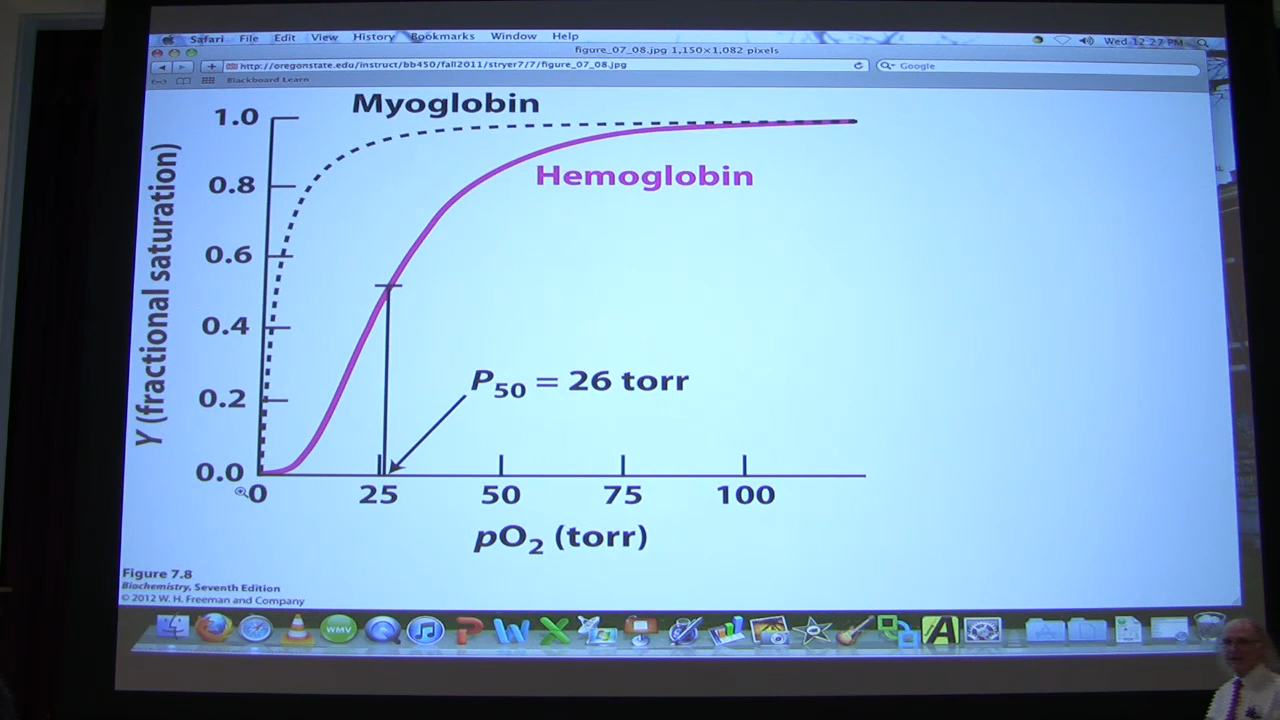 Safari File Edit View History Bookmarks Window Help
Wed 12:27 PM
figure_07_08.jpg 1,150×1,082 pixels
http://oregonstate.edu/instruct/bb450/fall2011/stryer7/7/figure_07_08.jpg
Google
Blackboard Learn
Myoglobin
Hemoglobin
1.0
0.8
0.6
0.4
0.2
0.0
Y (fractional saturation)
P50 = 26 torr
0 25 50 75 100
pO2 (torr)
Figure 7.8
Biochemistry, Seventh Edition
© 2012 W. H. Freeman and Company
WMV